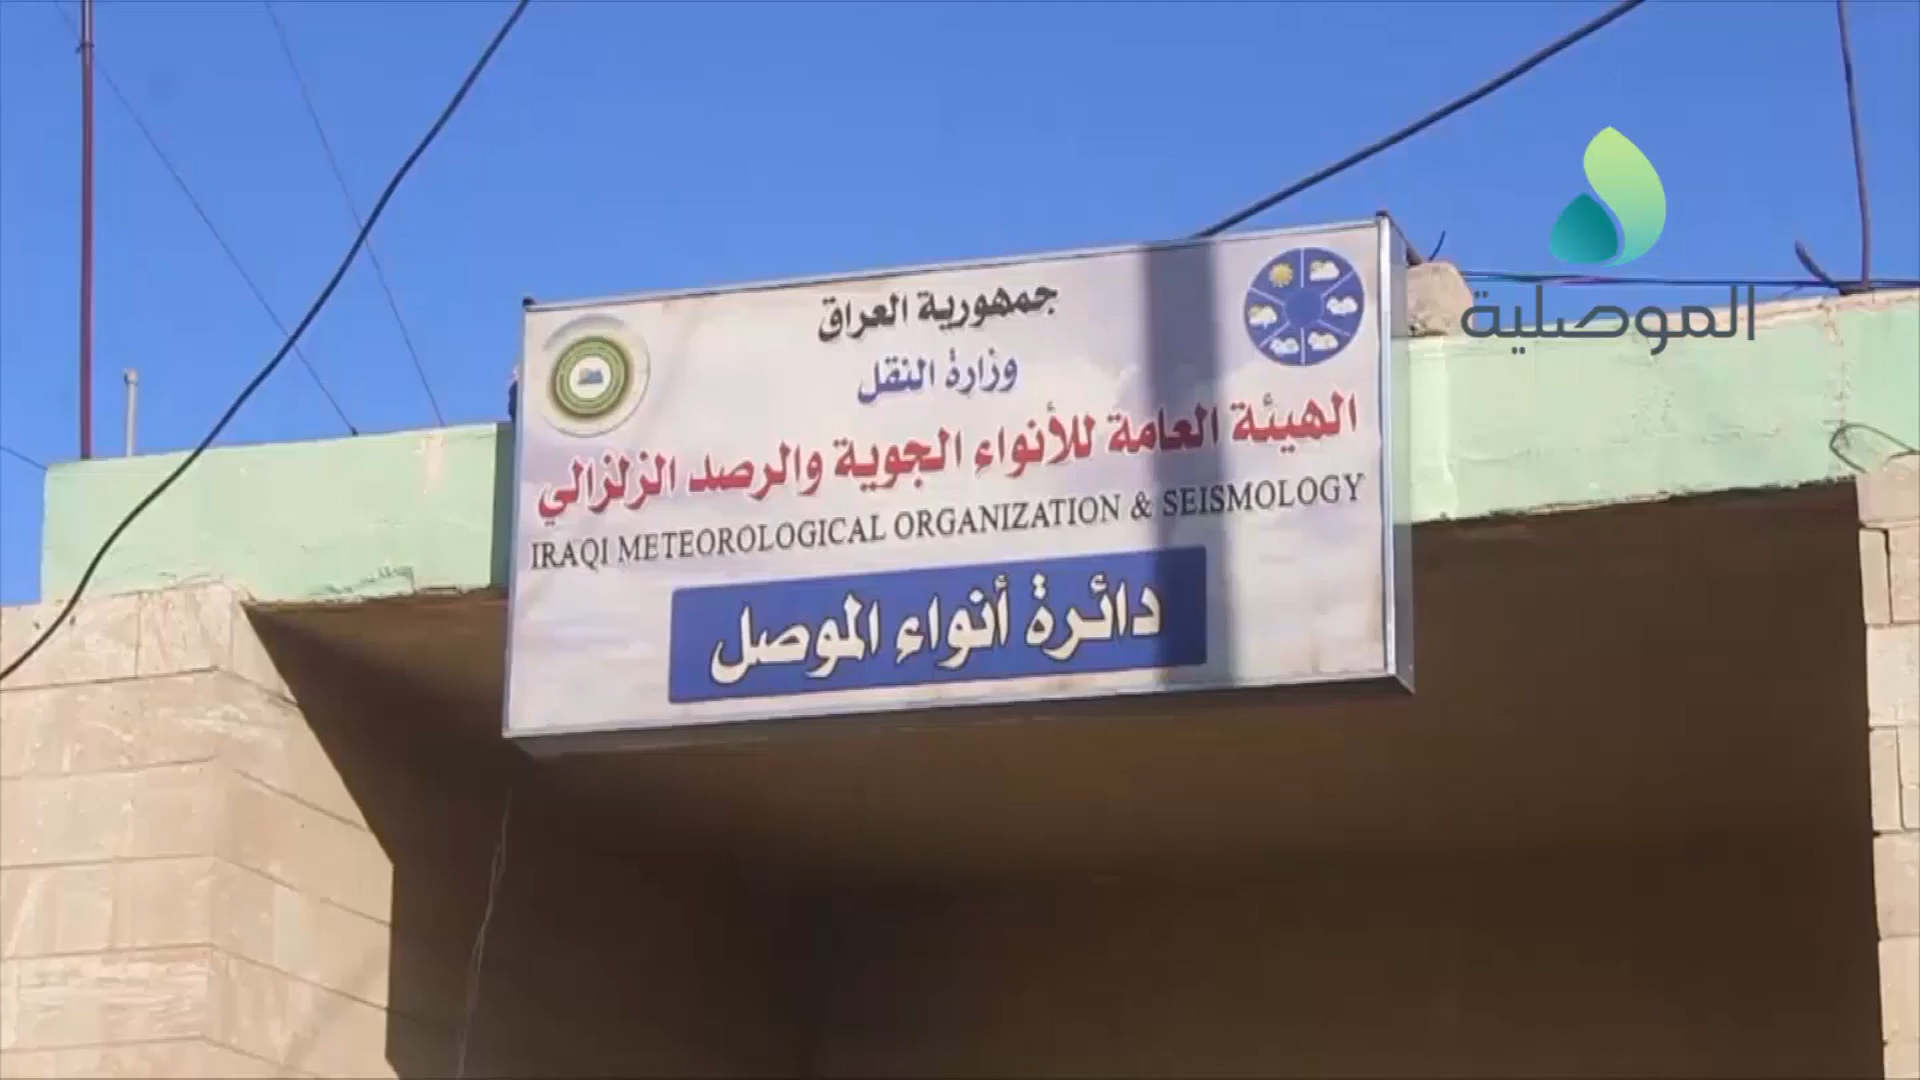 جمهورية العراق
وزارة النقل
الهيئة العامة للأنواء الجوية والرصد الزلزالي
IRAQI METEOROLOGICAL ORGANIZATION & SEISMOLOGY
دائرة أنواء الموصل
الموصلية